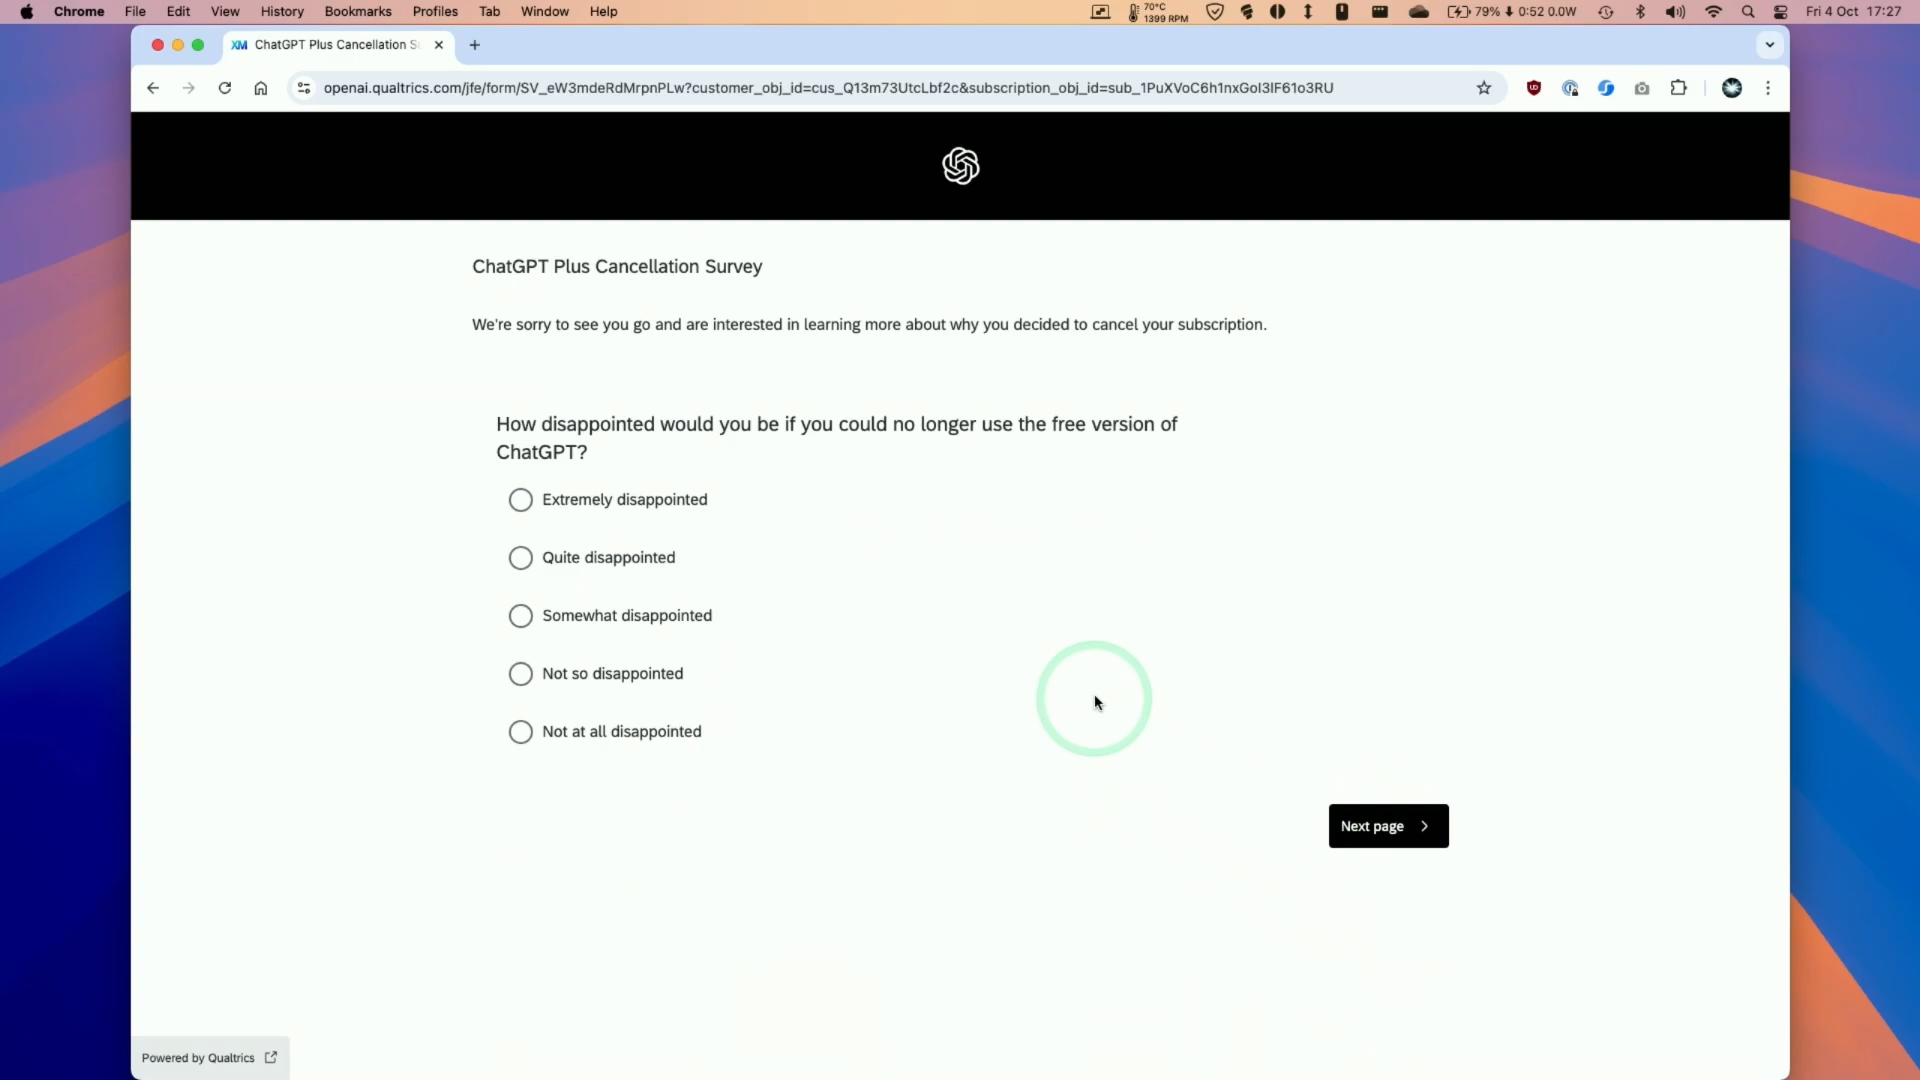 Chrome File Edit View History Bookmarks Profiles Tab Window Help
70°C
1399 RPM
79% 0:52 0.0W
Fri 4 Oct 17:27
XM ChatGPT Plus Cancellation S
openai.qualtrics.com/jfe/form/SV_eW3mdeRdMrpnPLw?customer_obj_id=cus_Q13m73UtcLbf2c&subscription_obj_id=sub_1PuXVoC6h1nxGoI3IF61o3RU
ChatGPT Plus Cancellation Survey
We're sorry to see you go and are interested in learning more about why you decided to cancel your subscription.
How disappointed would you be if you could no longer use the free version of
ChatGPT?
Extremely disappointed
Quite disappointed
Somewhat disappointed
Not so disappointed
Not at all disappointed
Next page
Powered by Qualtrics